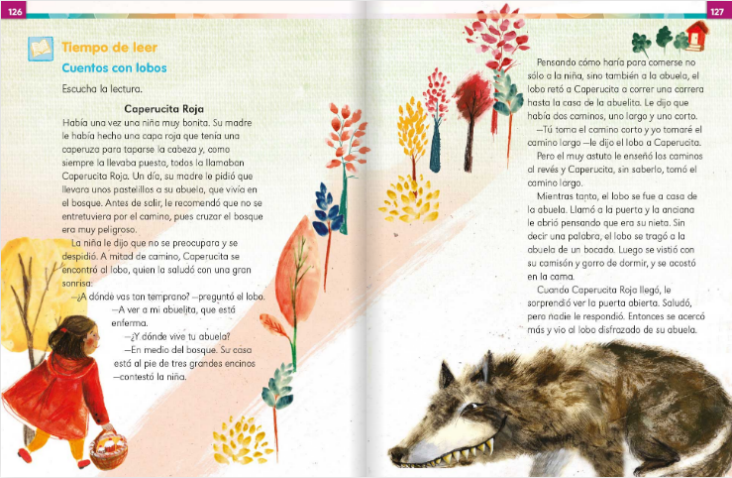 126
Tiempo de leer
Cuentos con lobos
Escucha la lectura.
Caperucita Roja
Había una vez una niña muy bonita. Su madre
le había hecho una capa roja que tenía una
caperuza para taparse la cabeza y, como
siempre la llevaba puesta, todos la llamaban
Caperucita Roja. Un día, su madre le pidió que
llevara unos pastelillos a su abuela, que vivía en
el bosque. Antes de salir, le recomendó que no se
entretuviera por el camino, pues cruzar el bosque
era muy peligroso.
La niña le dijo que no se preocupara y se
despidió. A mitad de camino, Caperucita se
encontró al lobo, quien la saludó con una gran
sonrisa:
—¿A dónde vas tan temprano? —preguntó el lobo.
—A ver a mi abuelita, que está
enferma.
—¿Y dónde vive tu abuela?
—En medio del bosque. Su casa
está al pie de tres grandes encinos
—contestó la niña.
127
Pensando cómo haría para comerse no
sólo a la niña, sino también a la abuela, el
lobo retó a Caperucita a correr una carrera
hasta la casa de la abuelita. Le dijo que
había dos caminos, uno largo y uno corto.
—Tú toma el camino corto y yo tomaré el
camino largo —le dijo el lobo a Caperucita.
Pero el muy astuto le enseñó los caminos
al revés y Caperucita, sin saberlo, tomó el
camino largo.
Mientras tanto, el lobo se fue a casa de
la abuela. Llamó a la puerta y la anciana
le abrió pensando que era su nieta. Sin
decir una palabra, el lobo se tragó a la
abuela de un bocado. Luego se vistió con
su camisón y gorro de dormir, y se acostó
en la cama.
Cuando Caperucita Roja llegó, le
sorprendió ver la puerta abierta. Saludó,
pero nadie le respondió. Entonces se acercó
más y vio al lobo disfrazado de su abuela.